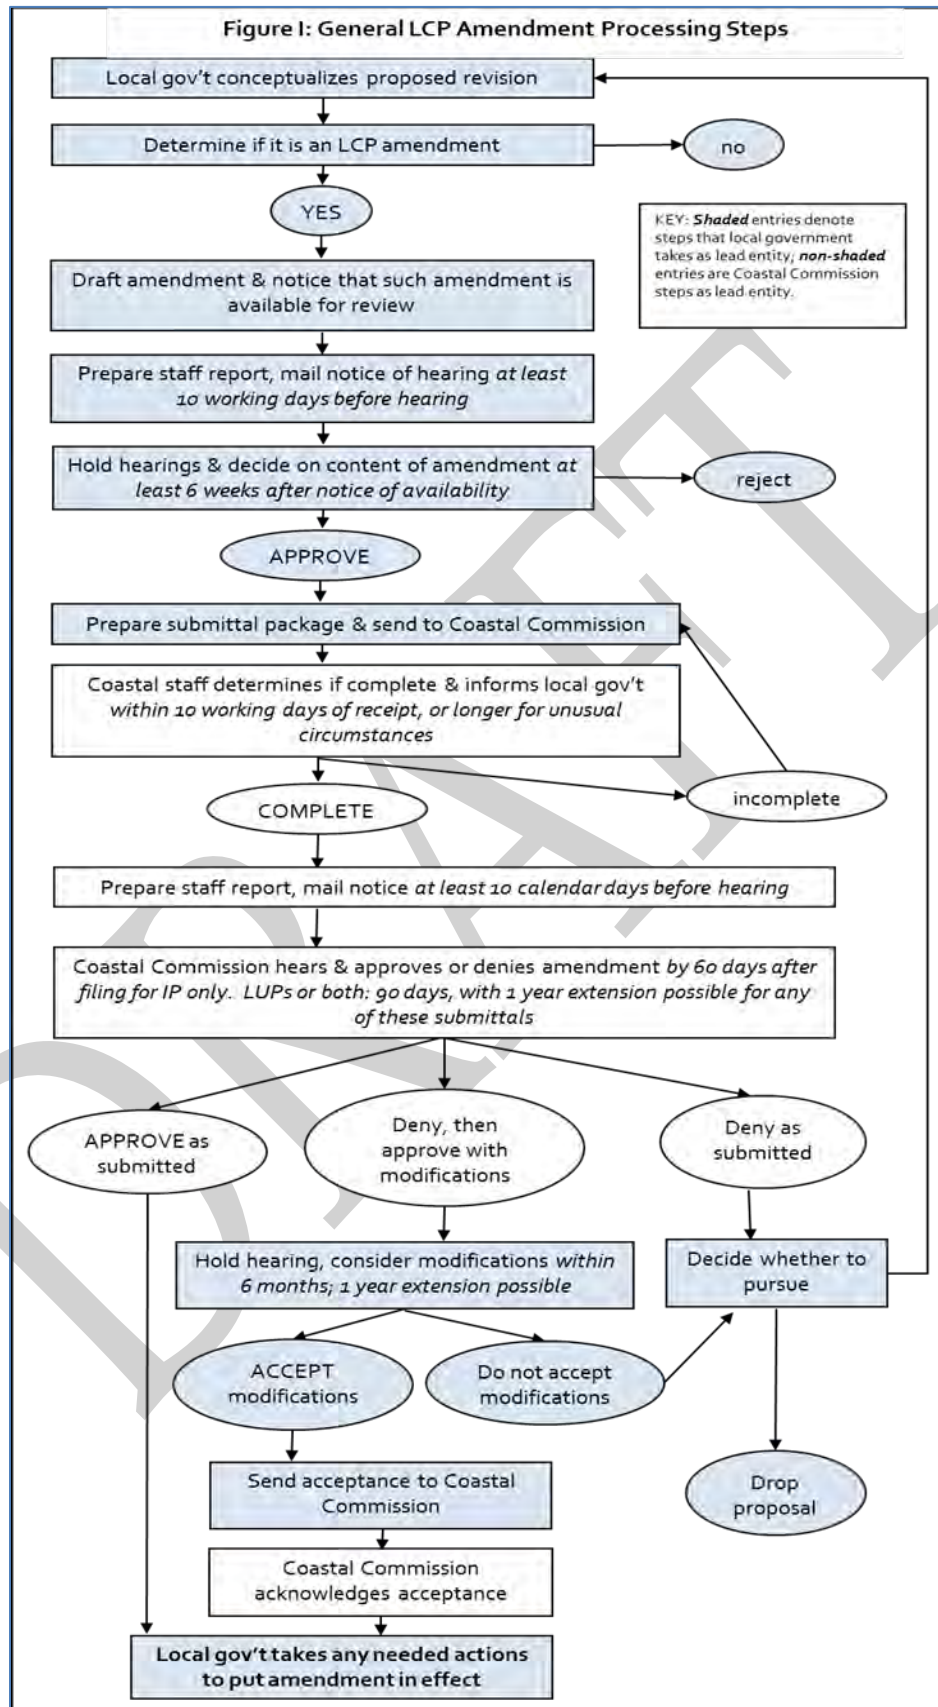 Figure I: General LCP Amendment Processing Steps
Local gov't conceptualizes proposed revision
Determine if it is an LCP amendment
no
YES
KEY: Shaded entries denote
steps that local government
takes as lead entity; non-shaded
entries are Coastal Commission
steps as lead entity.
Draft amendment & notice that such amendment is
available for review
Prepare staff report, mail notice of hearing at least
10 working days before hearing
Hold hearings & decide on content of amendment at
least 6 weeks after notice of availability
reject
APPROVE
Prepare submittal package & send to Coastal Commission
Coastal staff determines if complete & informs local gov't
within 10 working days of receipt, or longer for unusual
circumstances
incomplete
COMPLETE
Prepare staff report, mail notice at least 10 calendar days before hearing
Coastal Commission hears & approves or denies amendment by 60 days after
filing for IP only. LUPs or both: 90 days, with 1 year extension possible for any
of these submittals
APPROVE as
submitted
Deny, then
approve with
modifications
Deny as
submitted
Hold hearing, consider modifications within
6 months; 1 year extension possible
Decide whether to
pursue
ACCEPT
modifications
Do not accept
modifications
Send acceptance to Coastal
Commission
Drop
proposal
Coastal Commission
acknowledges acceptance
Local gov't takes any needed actions
to put amendment in effect
DRAFT